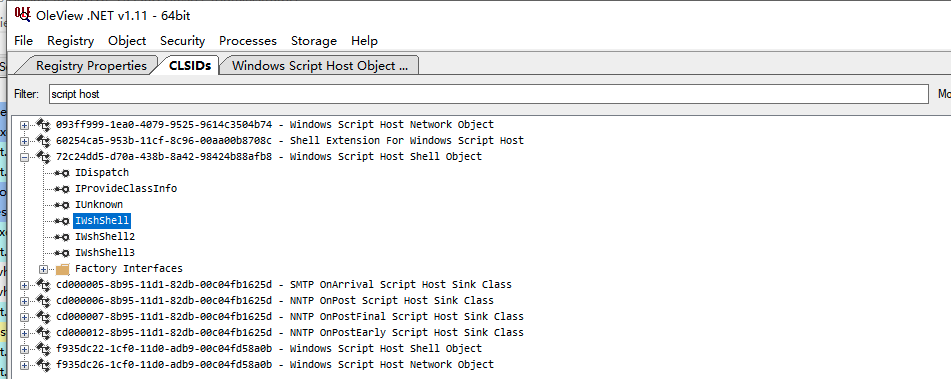 OleView .NET v1.11 - 64bit
File Registry Object Security Processes Storage Help
Registry Properties CLSIDs Windows Script Host Object ...
Filter: script host Mo
093ff999-1ea0-4079-9525-9614c3504b74 - Windows Script Host Network Object
60254ca5-953b-11cf-8c96-00aa00b8708c - Shell Extension For Windows Script Host
72c24dd5-d70a-438b-8a42-98424b88afb8 - Windows Script Host Shell Object
IDispatch
IProvideClassInfo
IUnknown
IWshShell
IWshShell2
IWshShell3
Factory Interfaces
cd000005-8b95-11d1-82db-00c04fb1625d - SMTP OnArrival Script Host Sink Class
cd000006-8b95-11d1-82db-00c04fb1625d - NNTP OnPost Script Host Sink Class
cd000007-8b95-11d1-82db-00c04fb1625d - NNTP OnPostFinal Script Host Sink Class
cd000012-8b95-11d1-82db-00c04fb1625d - NNTP OnPostEarly Script Host Sink Class
f935dc22-1cf0-11d0-adb9-00c04fd58a0b - Windows Script Host Shell Object
f935dc26-1cf0-11d0-adb9-00c04fd58a0b - Windows Script Host Network Object